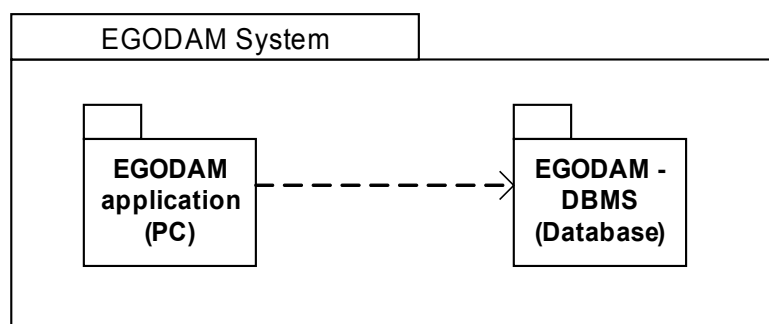 EGODAM System
EGODAM
application
(PC)
EGODAM -
DBMS
(Database)